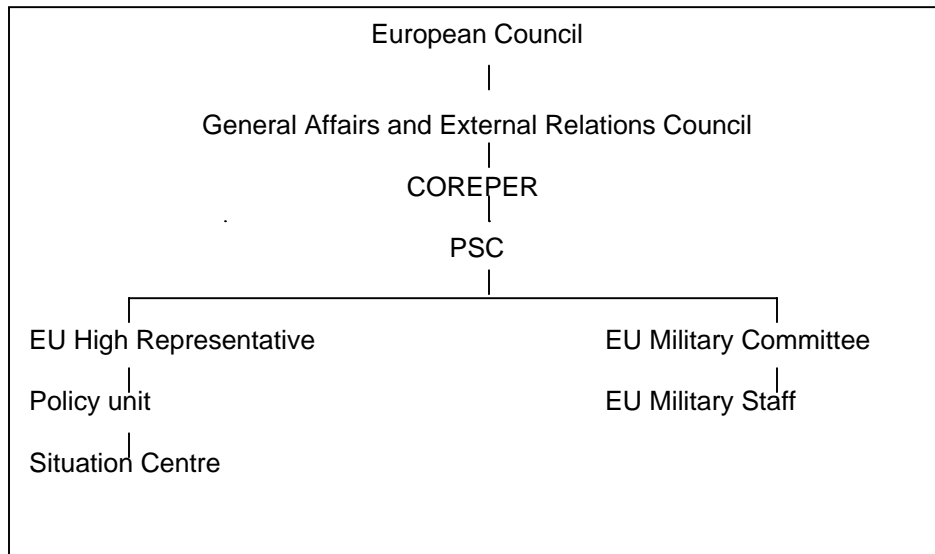 European Council
General Affairs and External Relations Council
COREPER
PSC
EU High Representative
EU Military Committee
Policy unit
EU Military Staff
Situation Centre